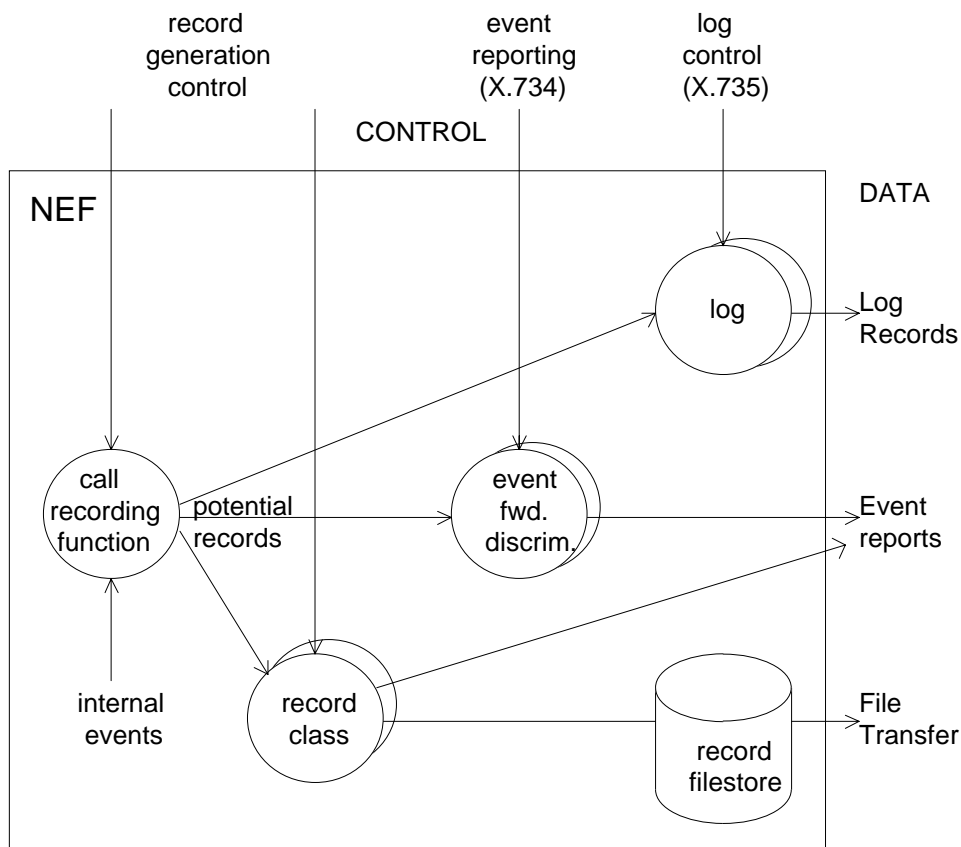 record
generation
control
event
reporting
(X.734)
log
control
(X.735)
CONTROL
NEF
DATA
log
Log
Records
call
recording
function
potential
records
event
fwd.
discrim.
Event
reports
internal
events
record
class
record
filestore
File
Transfer